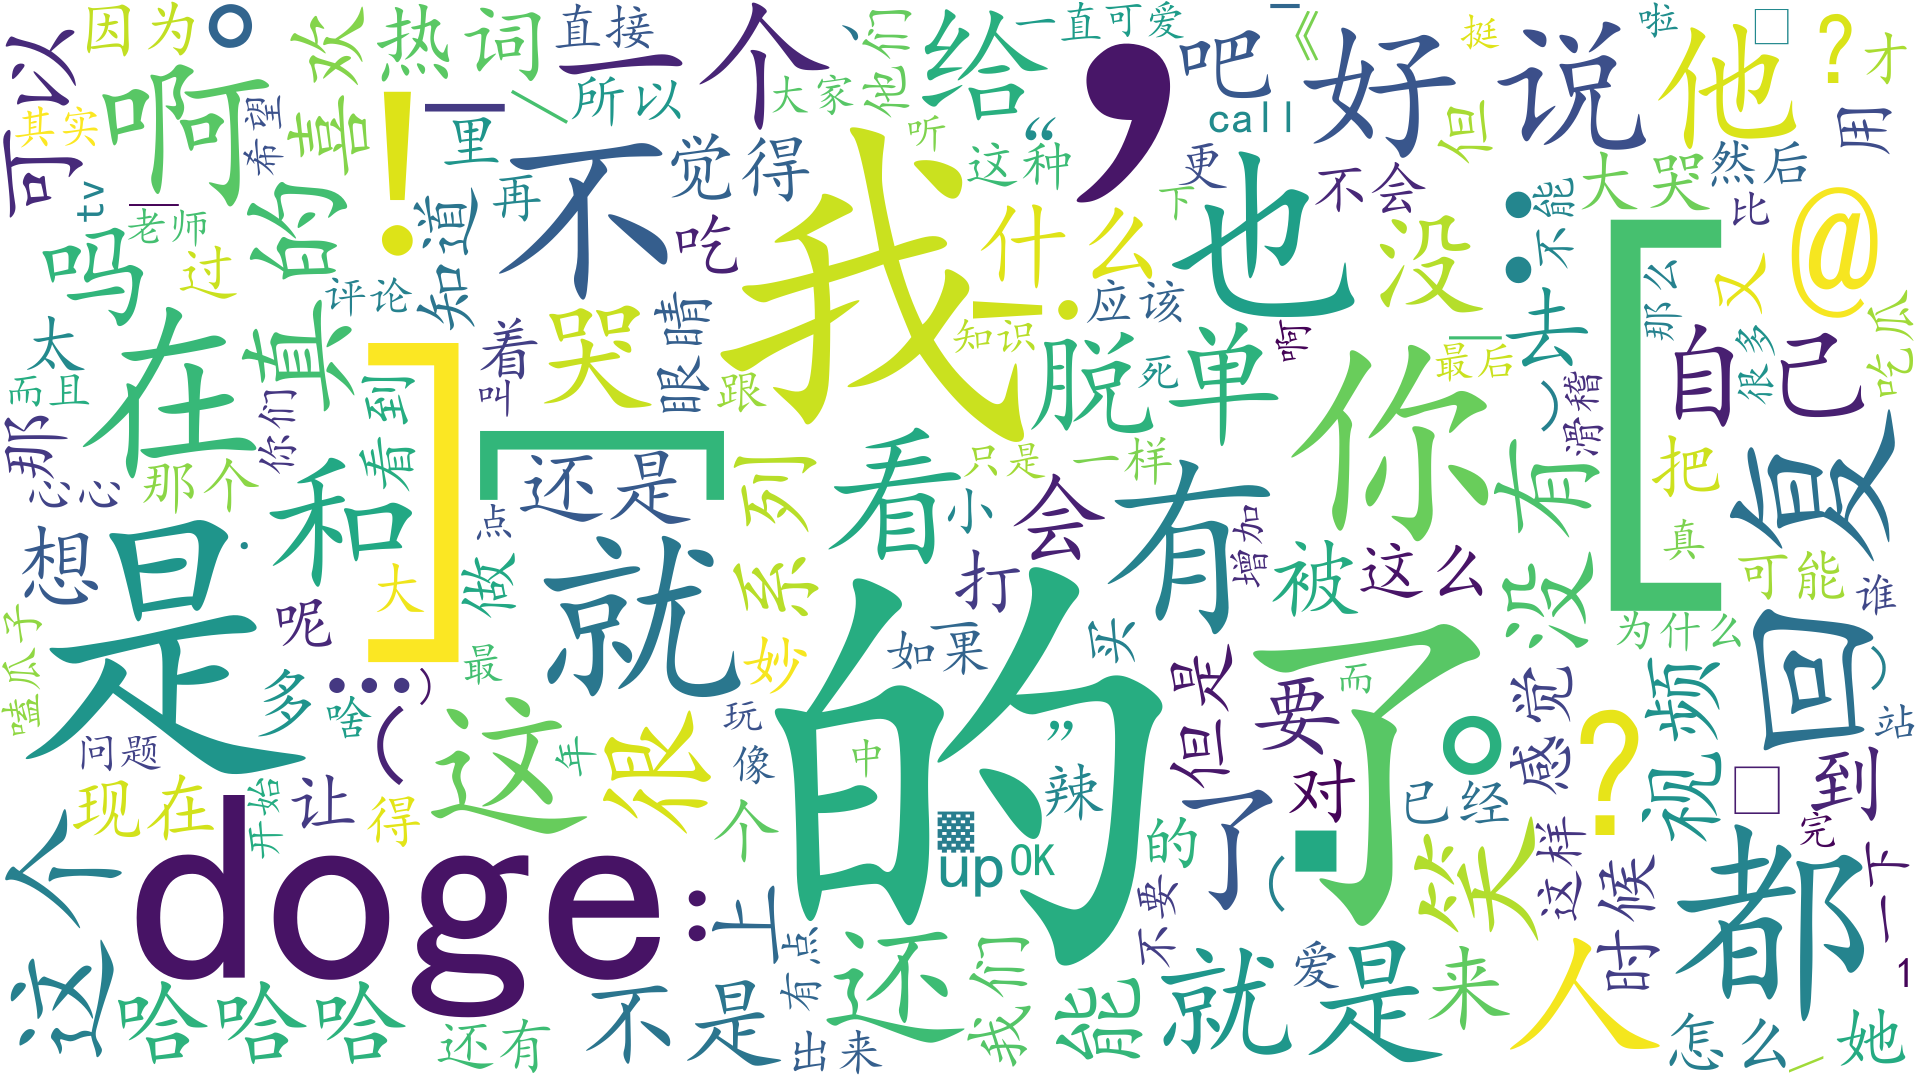 可以
因为
。
啊
喜欢
热词
直接
一个
、
他们
给
一直
可爱
，
吧
《
好
挺
说
啦
他
？
才
用
其实
希望
的
！
一
里
/
所以
大家
听
“
这种
call
更
但
大哭
然后
tv
老师
吗
过
评论
知道
再
不
觉得
吃
我
什么
也
下
不会
没
：
不能
比
@
太
而且
那
在
真
]
看到
着
叫
哭
眼睛
跟
知识
一
·
应该
脱单
死
啊
你
去
最后
那么
又
很多
吃瓜
自己
[
滑稽
)
那个
你们
心心
和
[
还是
系列
看
只是
一样
小
会
有
增加
没有
把
真
回复
想
是
呢
大
点
做
就
妙
打
被
这么
可能
谁
为什么
嗑瓜子
多
…
)
啥
(
最
这
如果
买
的
了
但是
要
而
。
感觉
？
视频
)
站
问题
现在
开始
让
得
年
很
玩
像
个
中
”
辣
对
已经
到
完
这个
doge
:
上
有点
up
OK
的
不要
了
(
笑
这样
时候
都
一下
1
哈哈哈
还有
不是
出来
还
我们
能
就是
爱
来
人
怎么
她